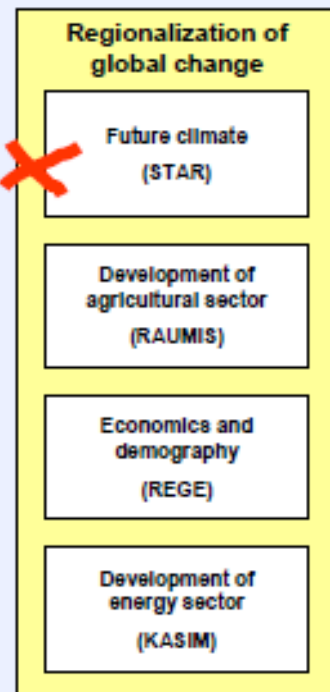 Regionalization of
global change
Future climate
(STAR)
Development of
agricultural sector
(RAUMIS)
Economics and
demography
(REGE)
Development of
energy sector
(KASIM)